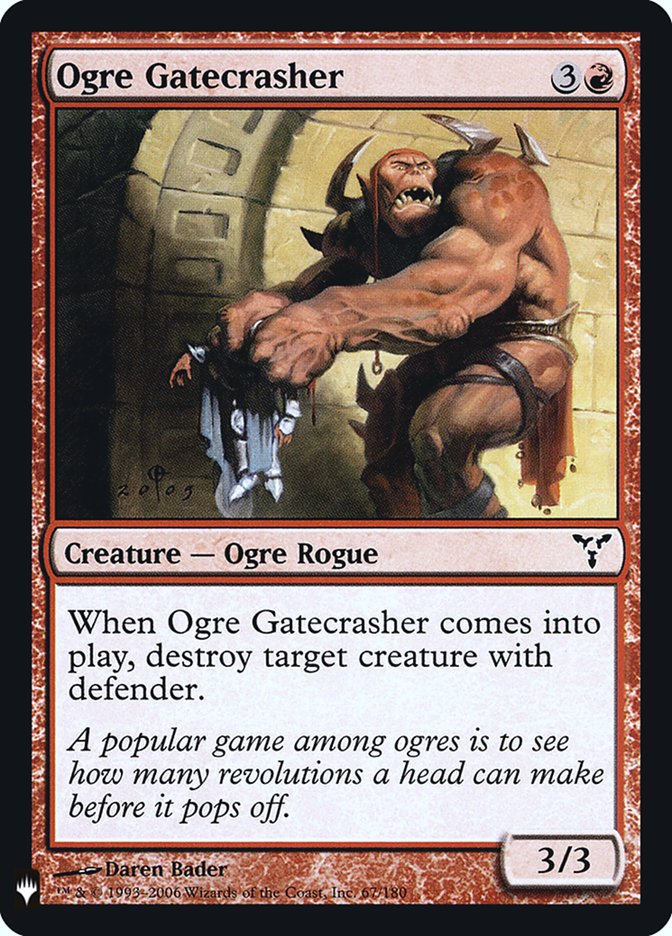 Ogre Gatecrasher
3
2005
Creature — Ogre Rogue
When Ogre Gatecrasher comes into
play, destroy target creature with
defender.
A popular game among ogres is to see
how many revolutions a head can make
before it pops off.
3/3
Daren Bader
™ & © 1993–2006 Wizards of the Coast, Inc. 67/180